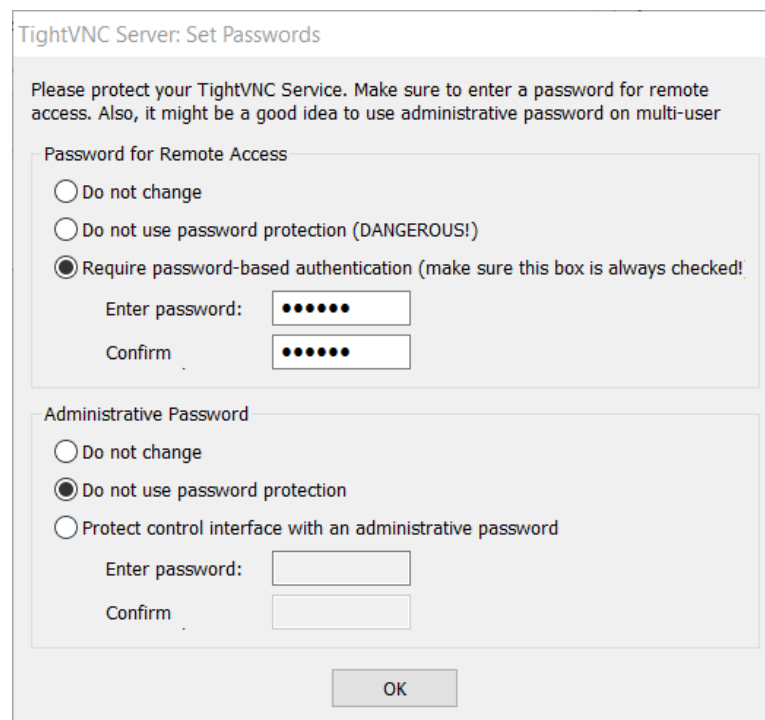 TightVNC Server: Set Passwords
Please protect your TightVNC Service. Make sure to enter a password for remote
access. Also, it might be a good idea to use administrative password on multi-user
Password for Remote Access
Do not change
Do not use password protection (DANGEROUS!)
Require password-based authentication (make sure this box is always checked!
Enter password: ●●●●●●
Confirm ●●●●●●
Administrative Password
Do not change
Do not use password protection
Protect control interface with an administrative password
Enter password:
Confirm
OK